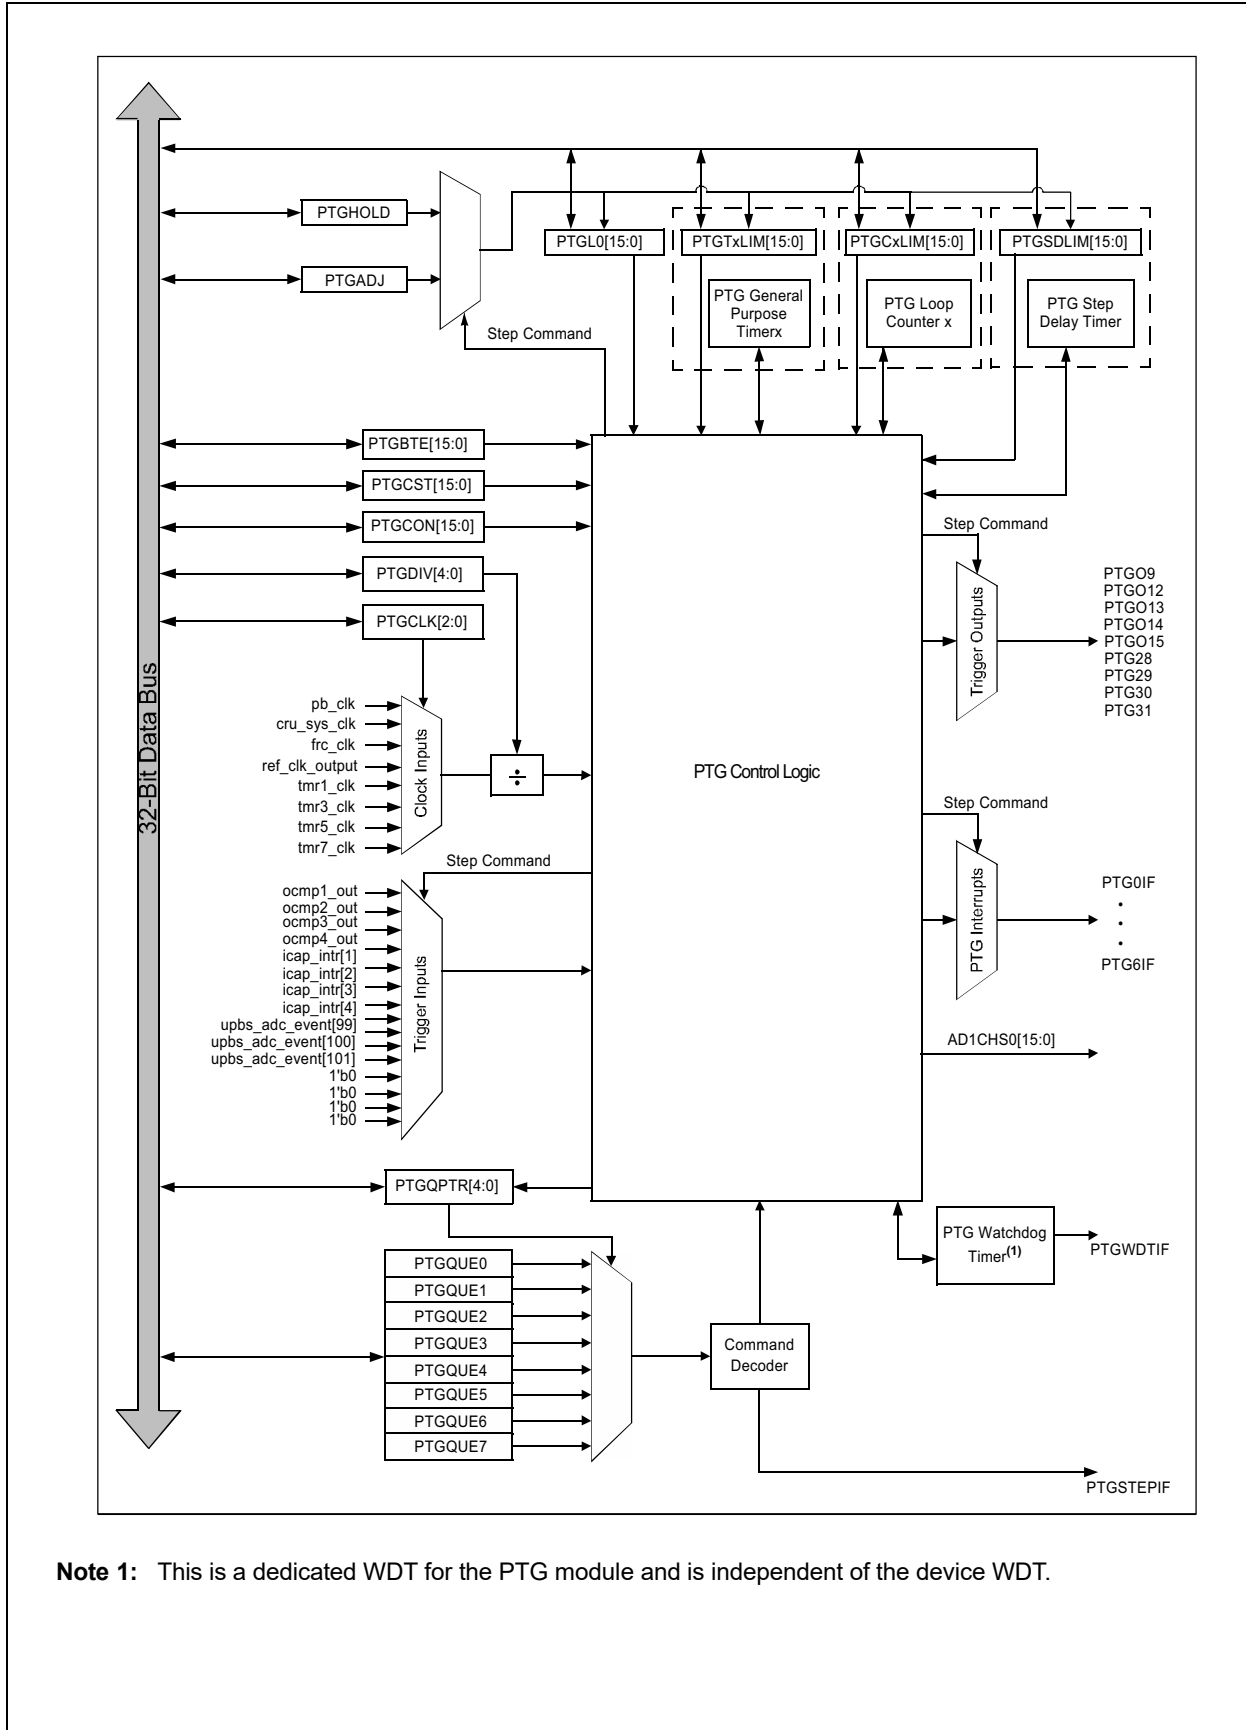 PTGHOLD
PTGADJ
PTGL0[15:0]
PTGTxLIM[15:0]
PTGCxLIM[15:0]
PTGSDLIM[15:0]
PTG General
Purpose
Timerx
PTG Loop
Counter x
PTG Step
Delay Timer
Step Command
PTGBTE[15:0]
PTGCST[15:0]
PTGCON[15:0]
PTGDIV[4:0]
PTGCLK[2:0]
32-Bit Data Bus
pb_clk
cru_sys_clk
frc_clk
ref_clk_output
tmr1_clk
tmr3_clk
tmr5_clk
tmr7_clk
Clock Inputs
÷
PTG Control Logic
Step Command
Trigger Outputs
PTGO9
PTGO12
PTGO13
PTGO14
PTGO15
PTG28
PTG29
PTG30
PTG31
Step Command
PTG Interrupts
PTG0IF
•
•
•
PTG6IF
Step Command
ocmp1_out
ocmp2_out
ocmp3_out
ocmp4_out
icap_intr[1]
icap_intr[2]
icap_intr[3]
icap_intr[4]
upbs_adc_event[99]
upbs_adc_event[100]
upbs_adc_event[101]
1'b0
1'b0
1'b0
1'b0
Trigger Inputs
AD1CHS0[15:0]
PTGQPTR[4:0]
PTG Watchdog
Timer(1)
PTGWDTIF
PTGQUE0
PTGQUE1
PTGQUE2
PTGQUE3
PTGQUE4
PTGQUE5
PTGQUE6
PTGQUE7
Command
Decoder
PTGSTEPIF
Note 1: This is a dedicated WDT for the PTG module and is independent of the device WDT.